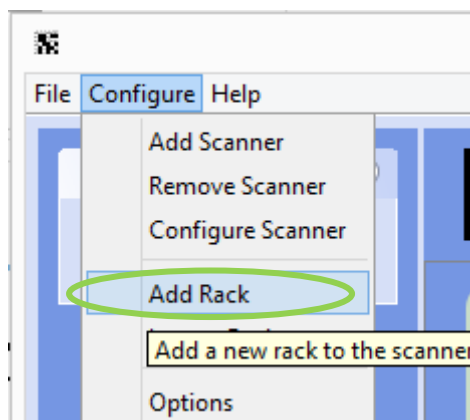 File Configure Help
Add Scanner
Remove Scanner
Configure Scanner
Add Rack
Add a new rack to the scanner
Options